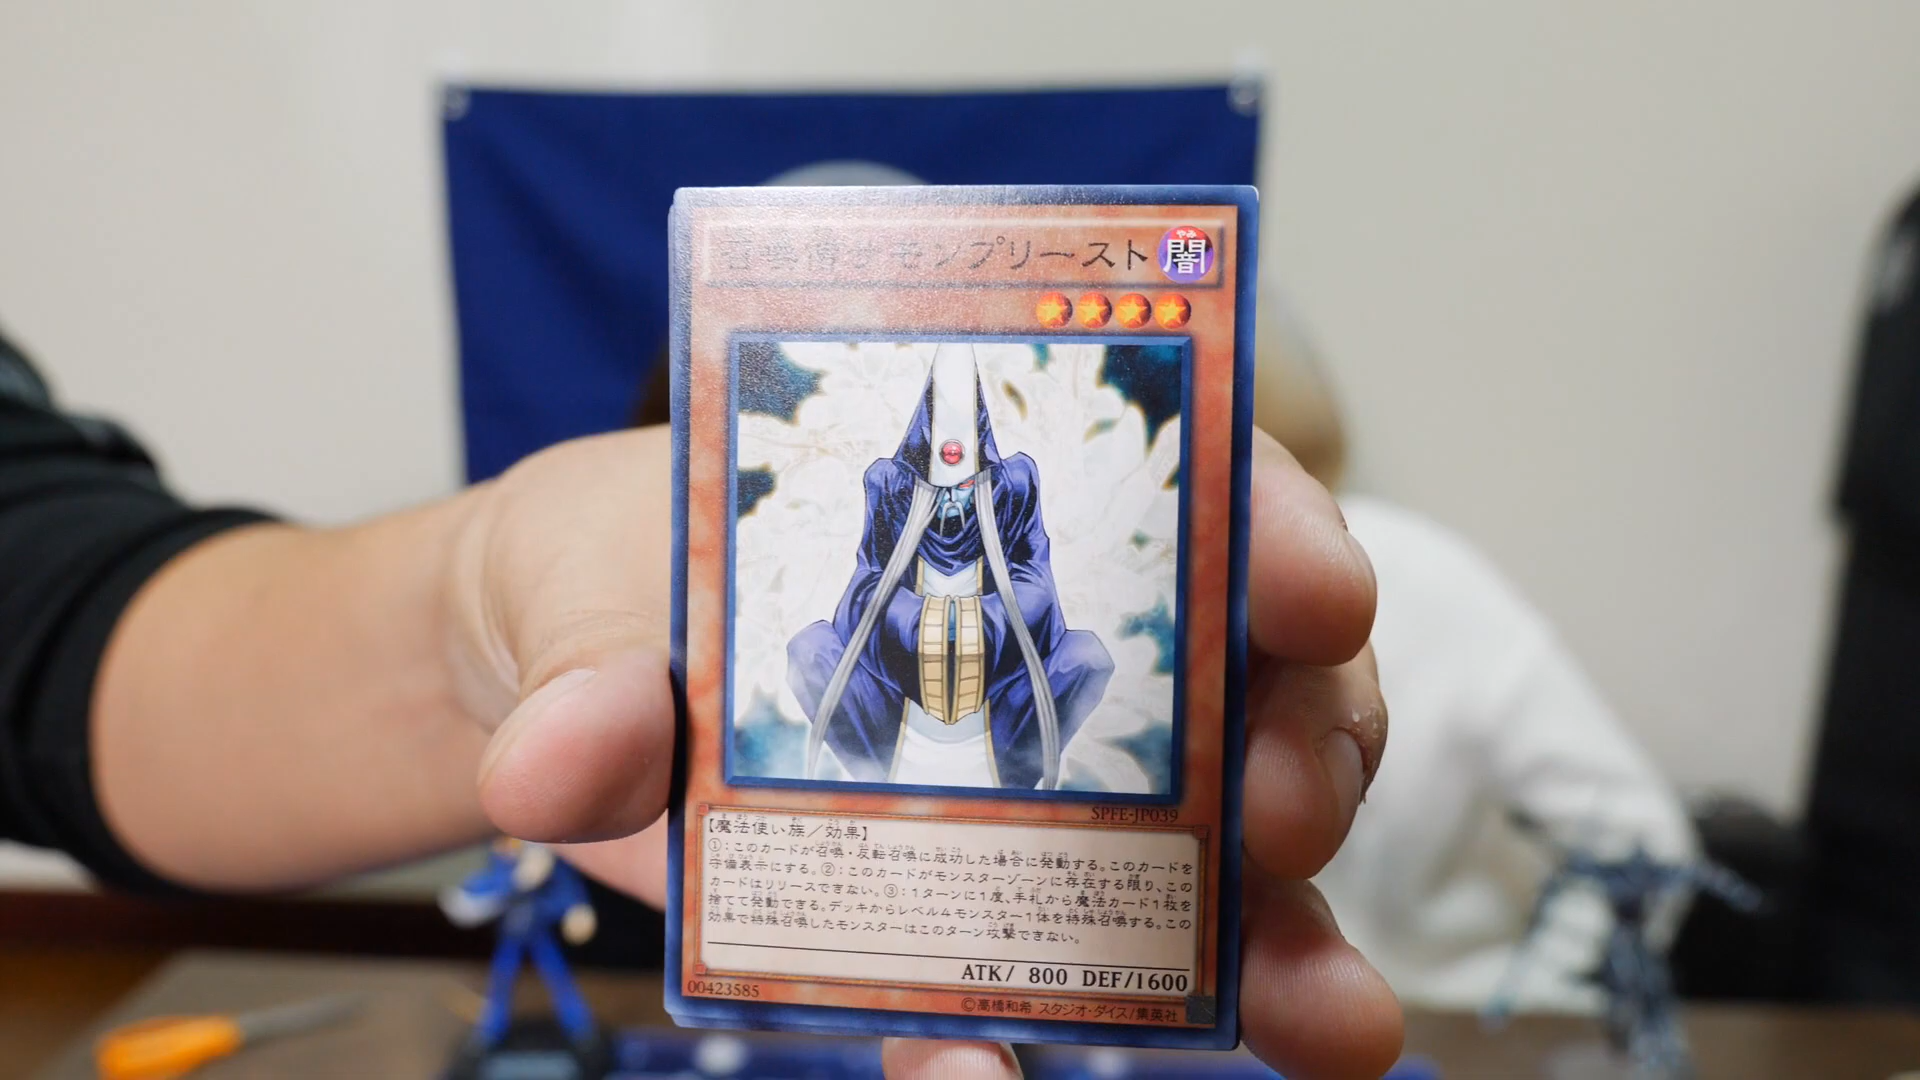 召喚僧サモンプリースト
やみ
闇
SPFE-JP039
【魔法使い族/効果】
①:このカードが召喚・反転召喚に成功した場合に発動する。このカードを
守備表示にする。②:このカードがモンスターゾーンに存在する限り、この
カードはリリースできない。③:1ターンに1度、手札から魔法カード1枚を
捨てて発動できる。デッキからレベル4モンスター1体を特殊召喚する。この
効果で特殊召喚したモンスターはこのターン攻撃できない。
ATK/ 800 DEF/1600
00423585
©高橋和希 スタジオ・ダイス/集英社